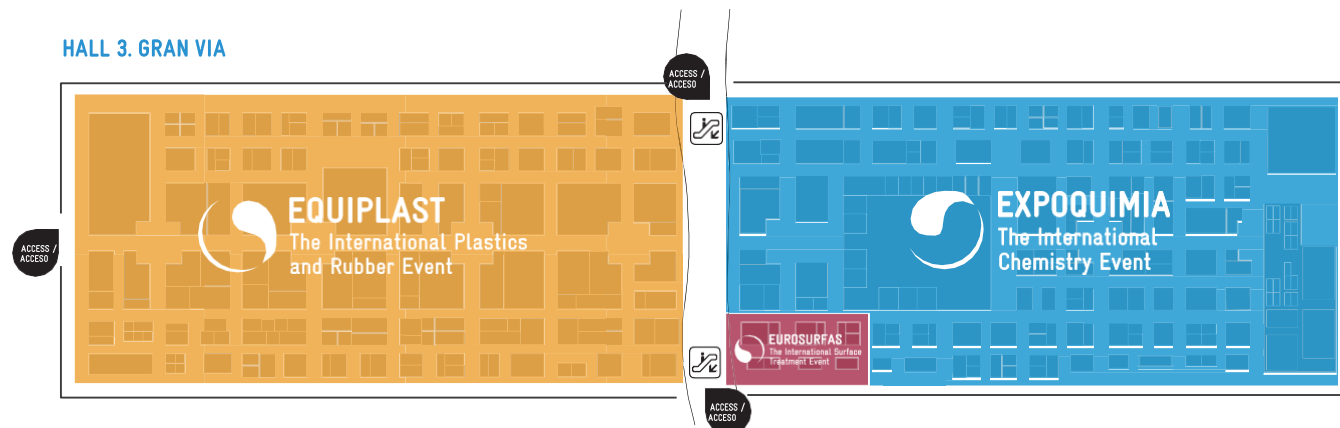 HALL 3. GRAN VIA
ACCESS /
ACCESO
EQUIPLAST
The International Plastics
and Rubber Event
EXPOQUIMIA
The International
Chemistry Event
ACCESS /
ACCESO
EUROSURFAS
The International Surface
Treatment Event
ACCESS /
ACCESO